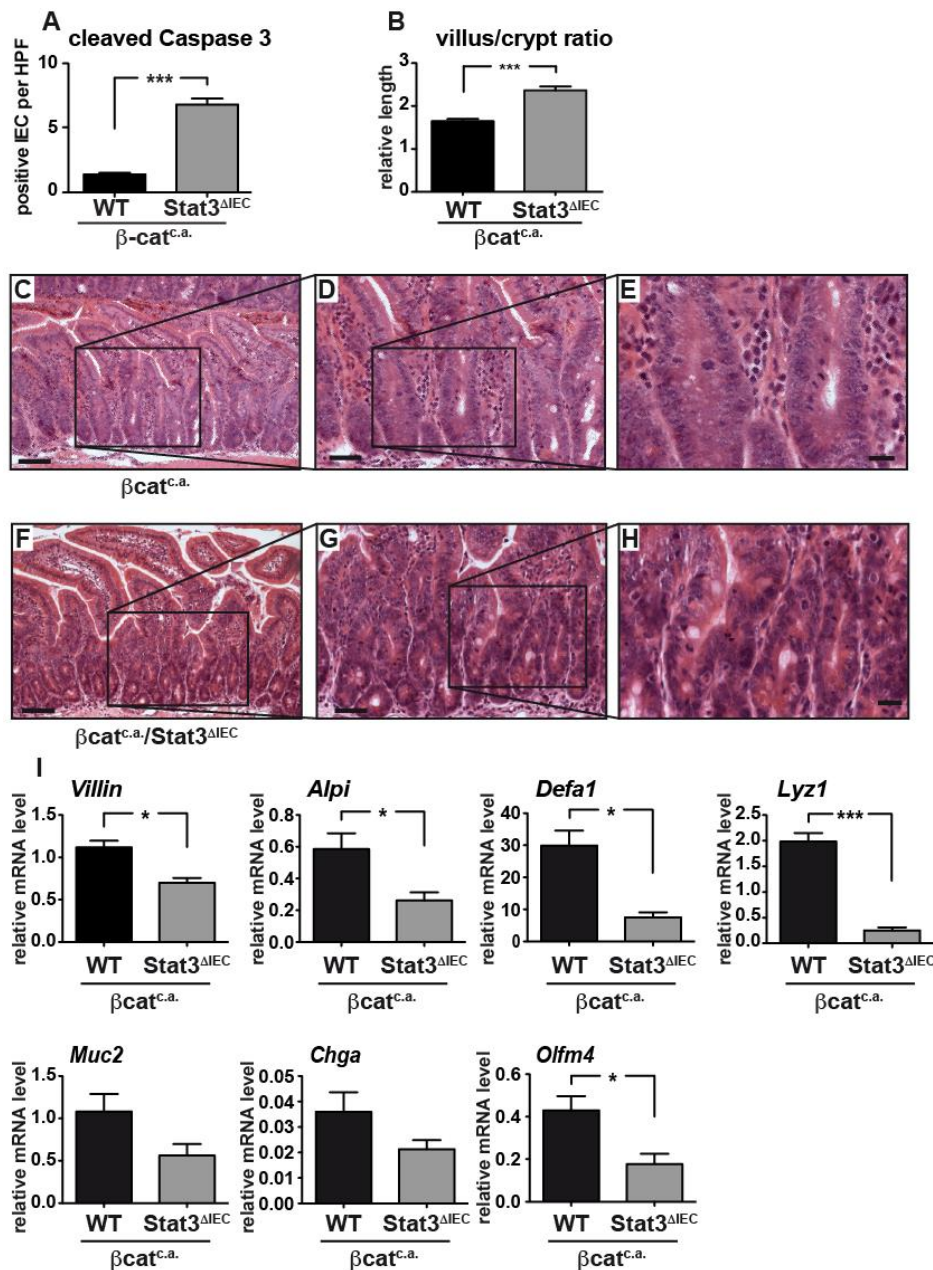 A
cleaved Caspase 3
positive IEC per HPF
10
5
0
***
WT Stat3ΔIEC
β-catc.a.
B
villus/crypt ratio
relative length
3
2
1
0
***
WT Stat3ΔIEC
βcatc.a.
C
D
E
βcatc.a.
F
G
H
βcatc.a./Stat3ΔIEC
I
Villin
relative mRNA level
1.5
1.0
0.5
0.0
*
WT Stat3ΔIEC
βcatc.a.
Alpi
relative mRNA level
0.8
0.6
0.4
0.2
0.0
*
WT Stat3ΔIEC
βcatc.a.
Defa1
relative mRNA level
40
30
20
10
0
*
WT Stat3ΔIEC
βcatc.a.
Lyz1
relative mRNA level
2.5
2.0
1.5
1.0
0.5
0.0
***
WT Stat3ΔIEC
βcatc.a.
Muc2
relative mRNA level
1.5
1.0
0.5
0.0
WT Stat3ΔIEC
βcatc.a.
Chga
relative mRNA level
0.05
0.04
0.03
0.02
0.01
0.00
WT Stat3ΔIEC
βcatc.a.
Olfm4
relative mRNA level
0.6
0.4
0.2
0.0
*
WT Stat3ΔIEC
βcatc.a.